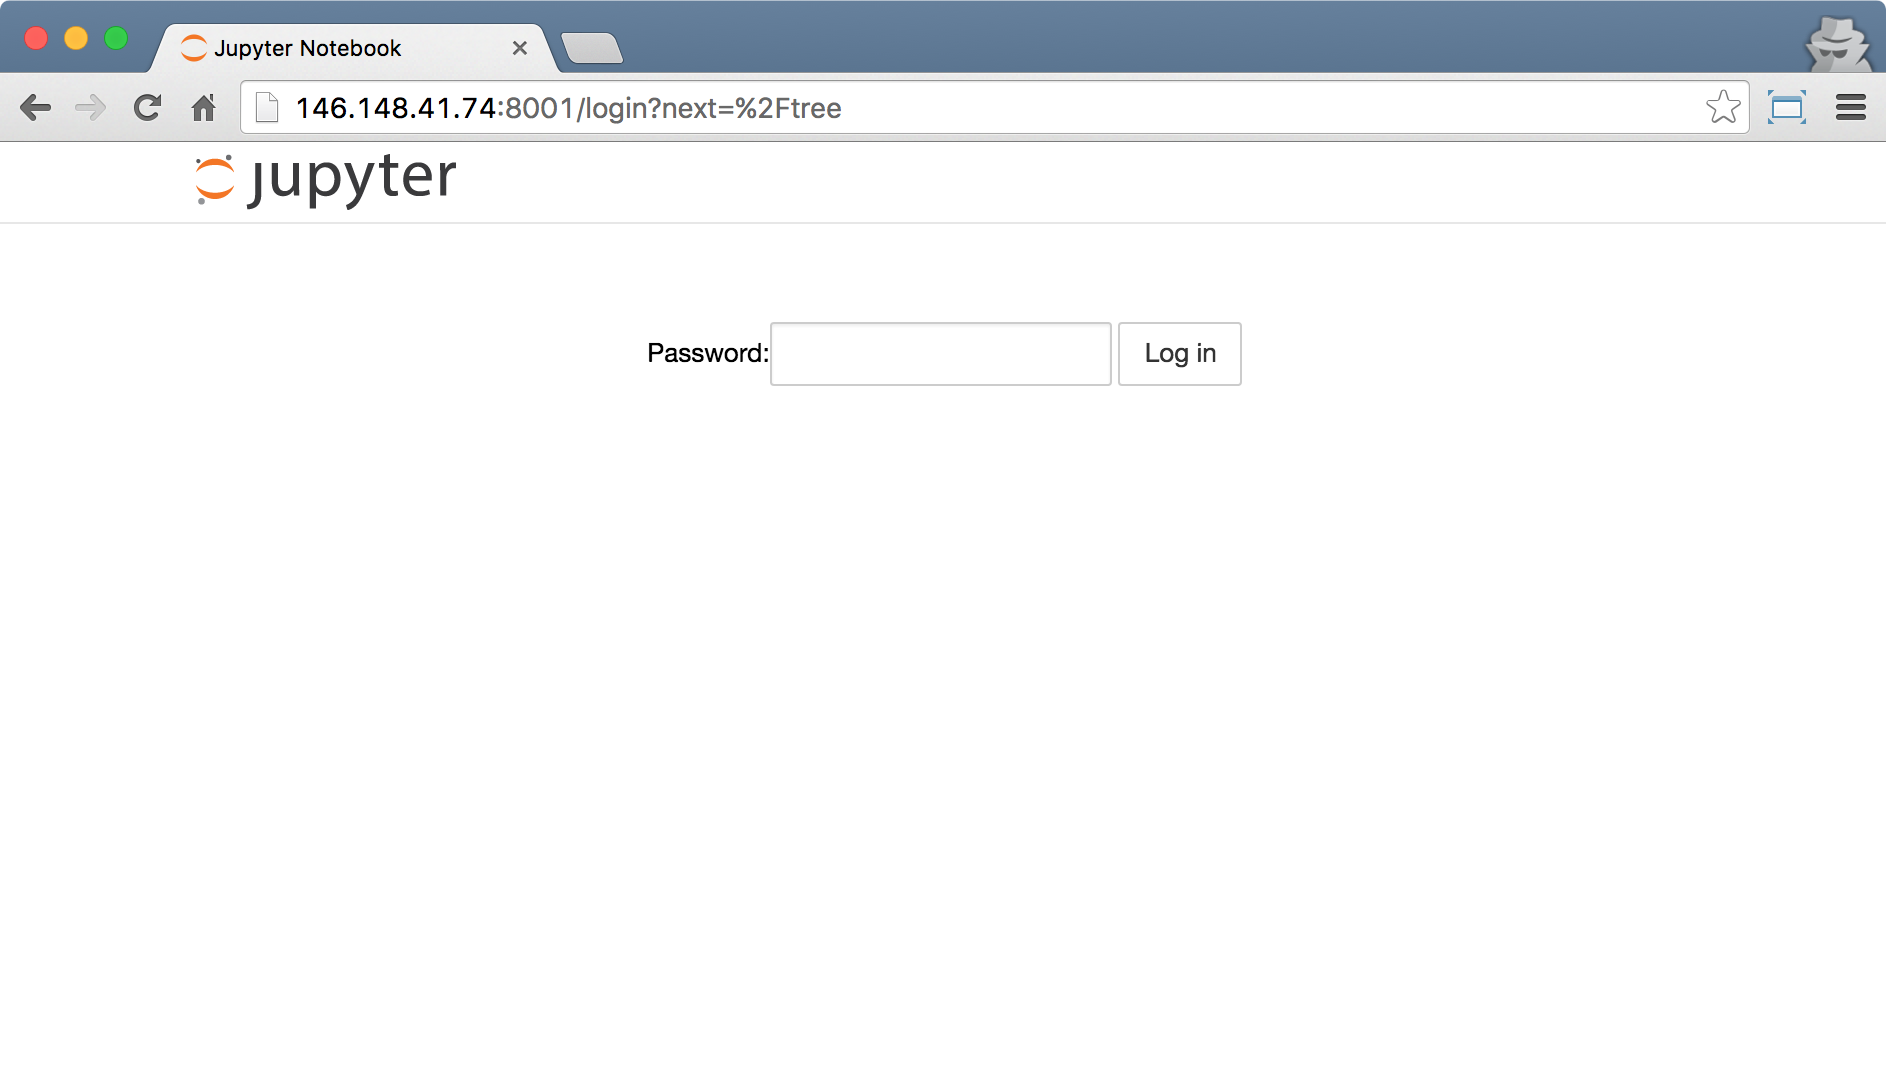 Jupyter Notebook
146.148.41.74:8001/login?next=%2Ftree
jupyter
Password:
Log in